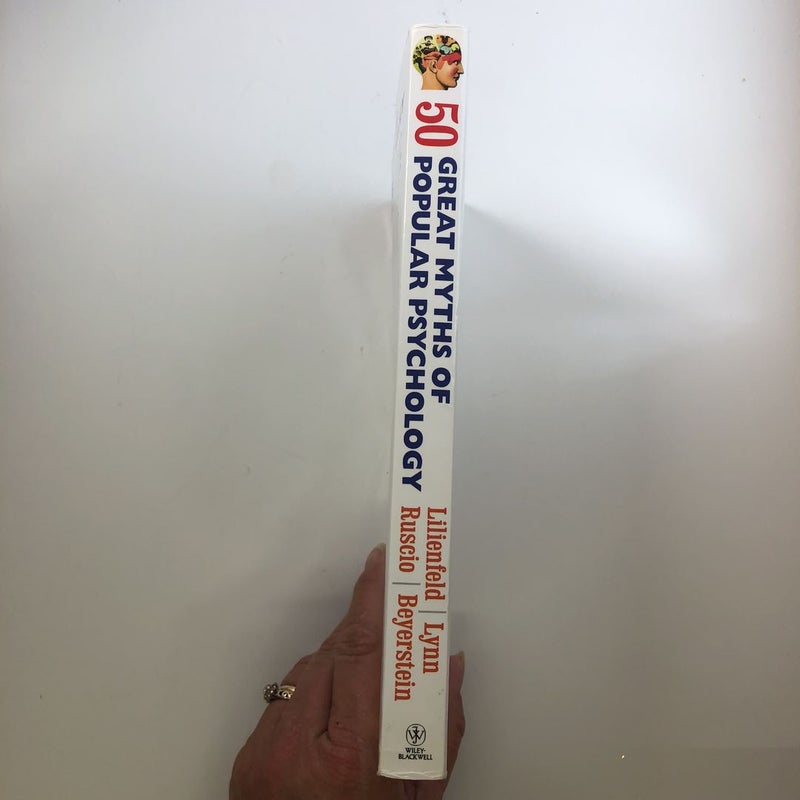 50
GREAT MYTHS OF
POPULAR PSYCHOLOGY
Lilienfeld | Lynn
Ruscio | Beyerstein
WILEY-
BLACKWELL